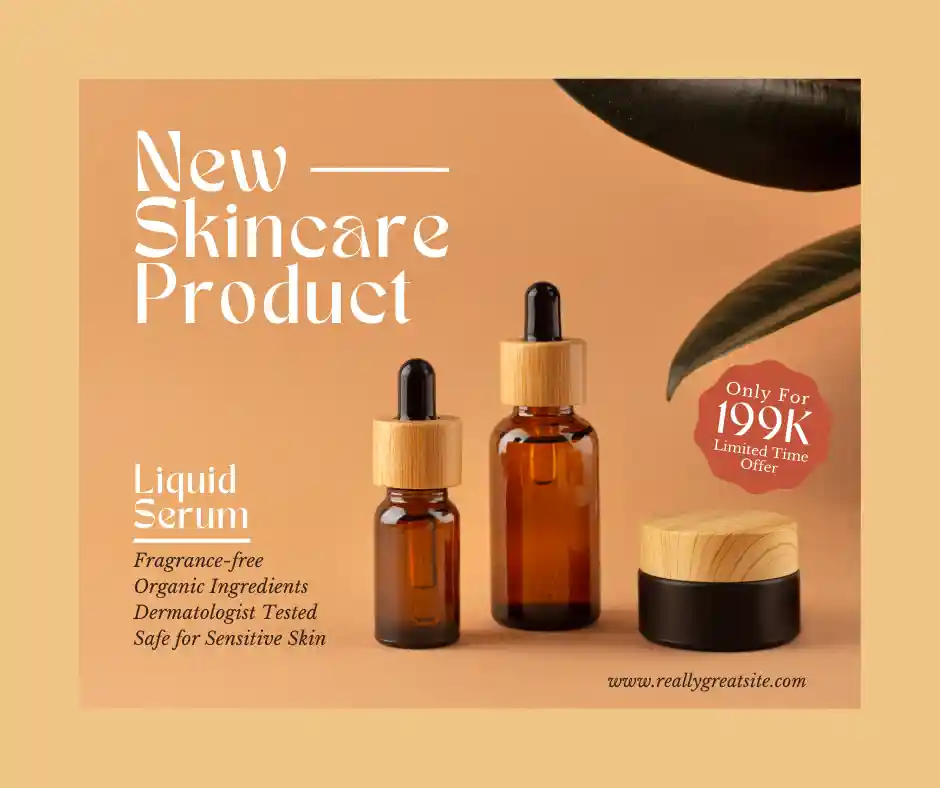 New
Skincare
Product
Only For
199K
Limited Time
Offer
Liquid
Serum
Fragrance-free
Organic Ingredients
Dermatologist Tested
Safe for Sensitive Skin
www.reallygreatsite.com